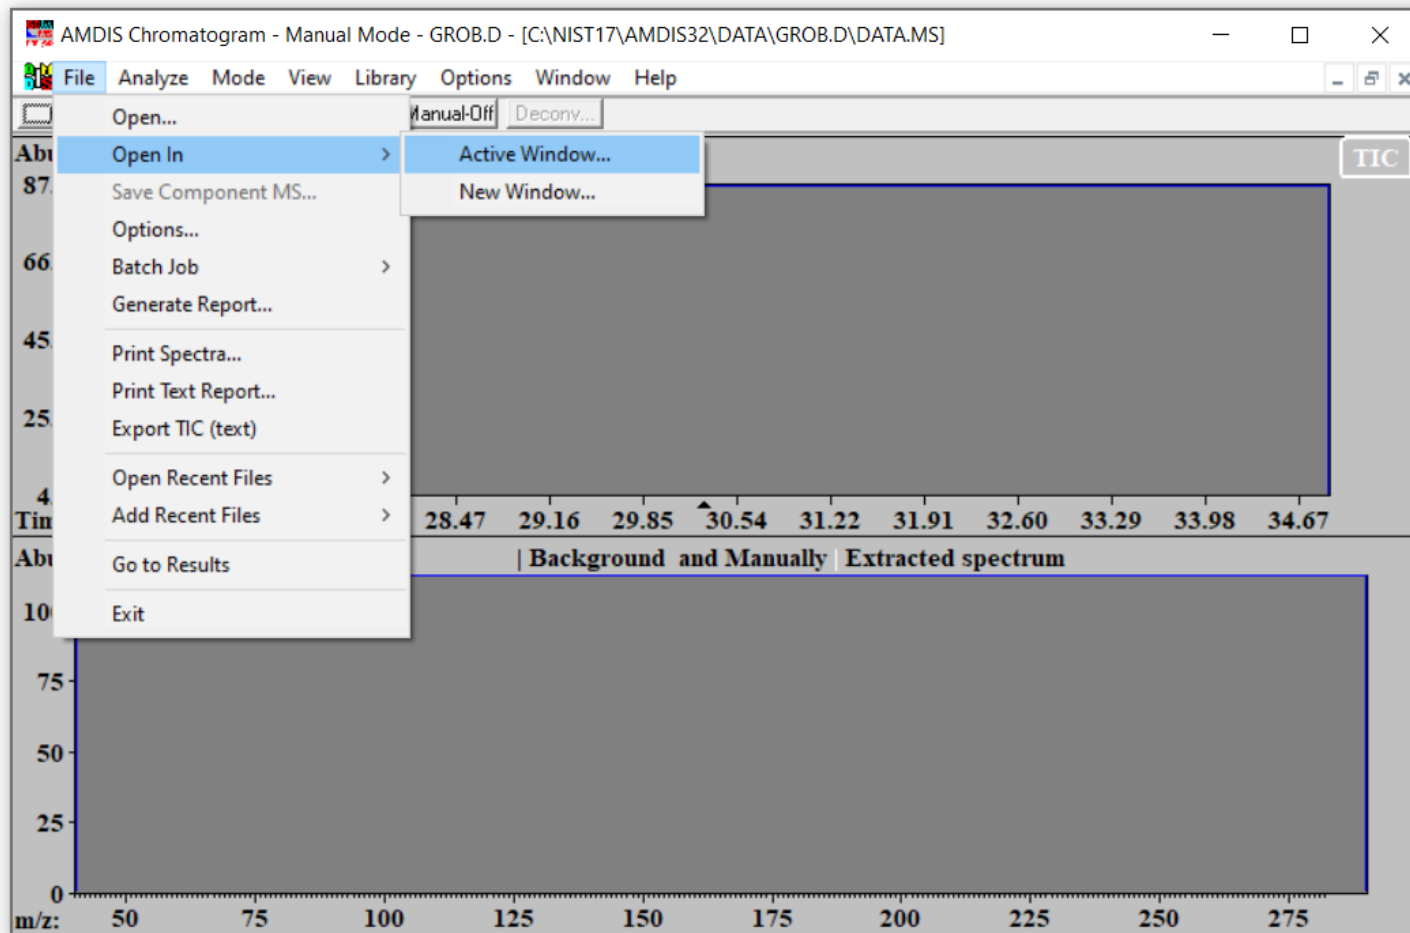 AMDIS Chromatogram - Manual Mode - GROB.D - [C:\NIST17\AMDIS32\DATA\GROB.D\DATA.MS]
File Analyze Mode View Library Options Window Help
Manual-Off Deconv...
Open...
Open In
Active Window...
TIC
Save Component MS...
New Window...
Options...
Batch Job
Generate Report...
Print Spectra...
Print Text Report...
Export TIC (text)
Open Recent Files
Add Recent Files
Go to Results
Exit
28.47 29.16 29.85 30.54 31.22 31.91 32.60 33.29 33.98 34.67
| Background and Manually | Extracted spectrum
75
50
25
0
m/z: 50 75 100 125 150 175 200 225 250 275